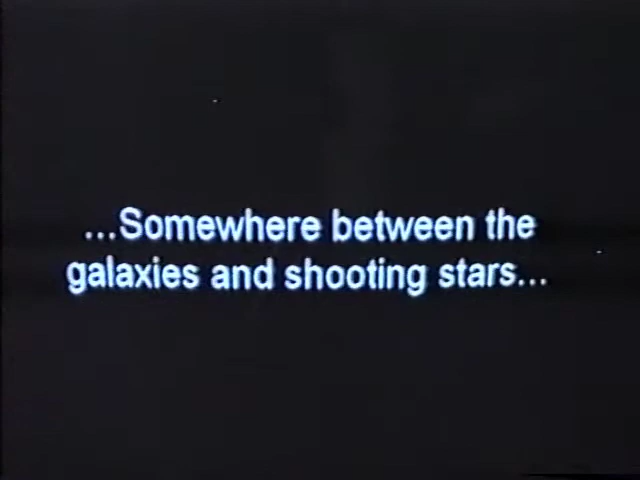 ...Somewhere between the
galaxies and shooting stars...